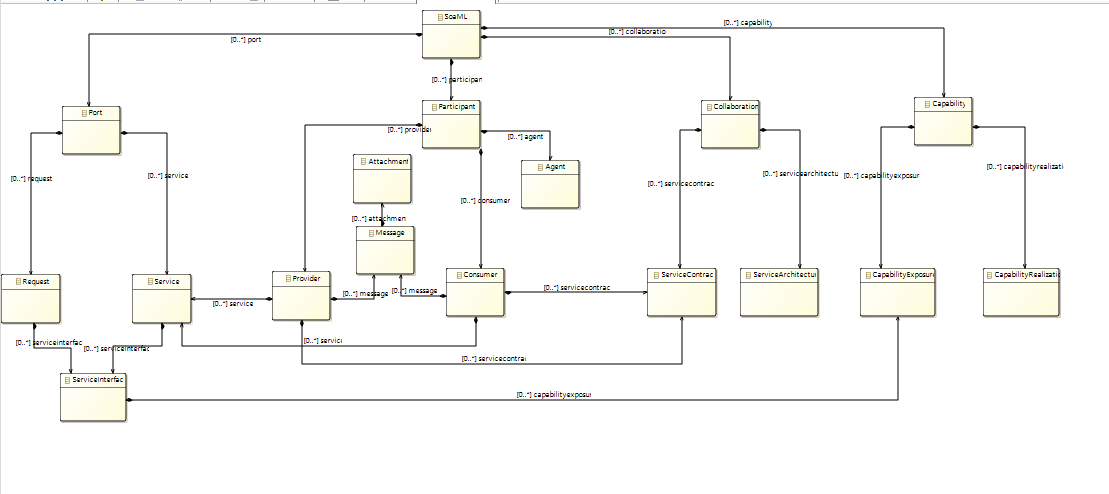 SoaML
[0..*] capability
[0..*] collaboratio
[0..*] port
[0..*] participan
Port
Participant
Collaboration
Capability
[0..*] provider
[0..*] agent
Attachment
Agent
[0..*] request
[0..*] service
[0..*] servicecontrac
[0..*] servicearchitectu
[0..*] capabilityexposur
[0..*] capabilityrealizati
[0..*] consumer
[0..*] attachmen
Message
Request
Service
Provider
Consumer
ServiceContrac
ServiceArchitectu
CapabilityExposur
CapabilityRealizatic
[0..*] service
[0..*] message
[0..*] message
[0..*] servicecontrac
[0..*] serviceinterfac
[0..*] serviceinterfac
[0..*] servic
[0..*] servicecontra
ServiceInterfac
[0..*] capabilityexposu